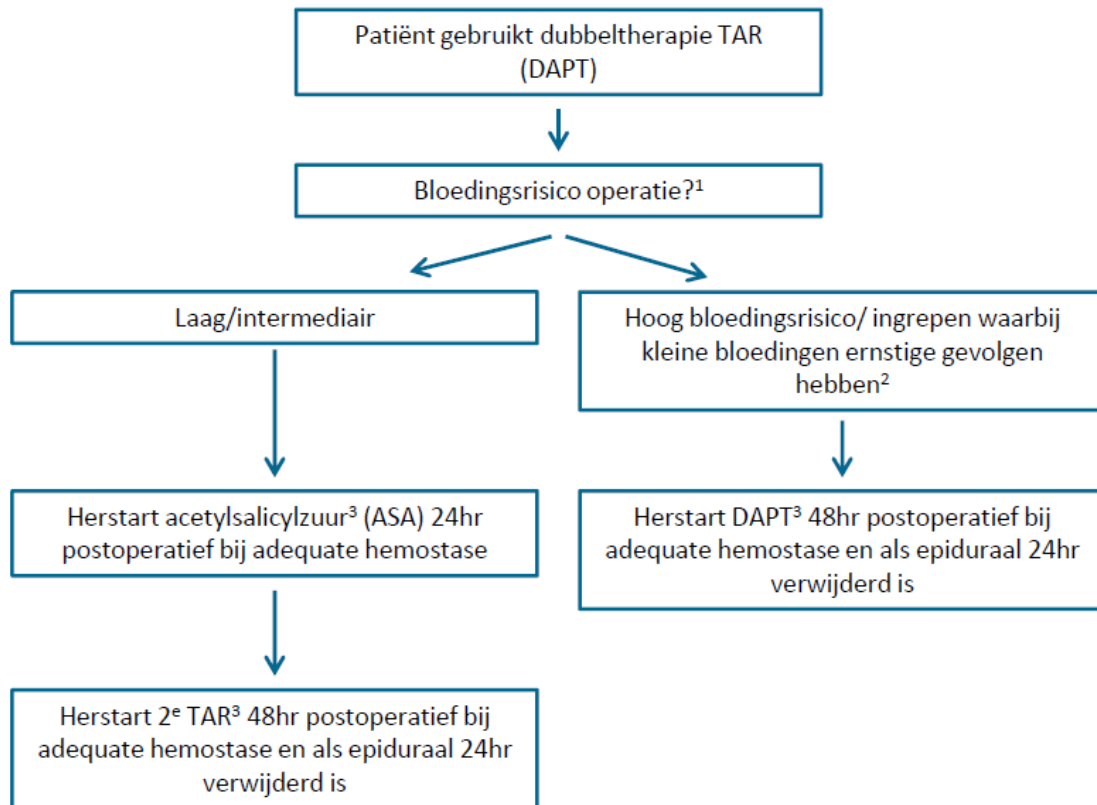 Patiënt gebruikt dubbeltherapie TAR
(DAPT)
Bloedingsrisico operatie?¹
Laag/intermediair
Hoog bloedingsrisico/ ingrepen waarbij
kleine bloedingen ernstige gevolgen
hebben²
Herstart acetylsalicylzuur³ (ASA) 24hr
postoperatief bij adequate hemostase
Herstart DAPT³ 48hr postoperatief bij
adequate hemostase en als epiduraal 24hr
verwijderd is
Herstart 2ᵉ TAR³ 48hr postoperatief bij
adequate hemostase en als epiduraal 24hr
verwijderd is